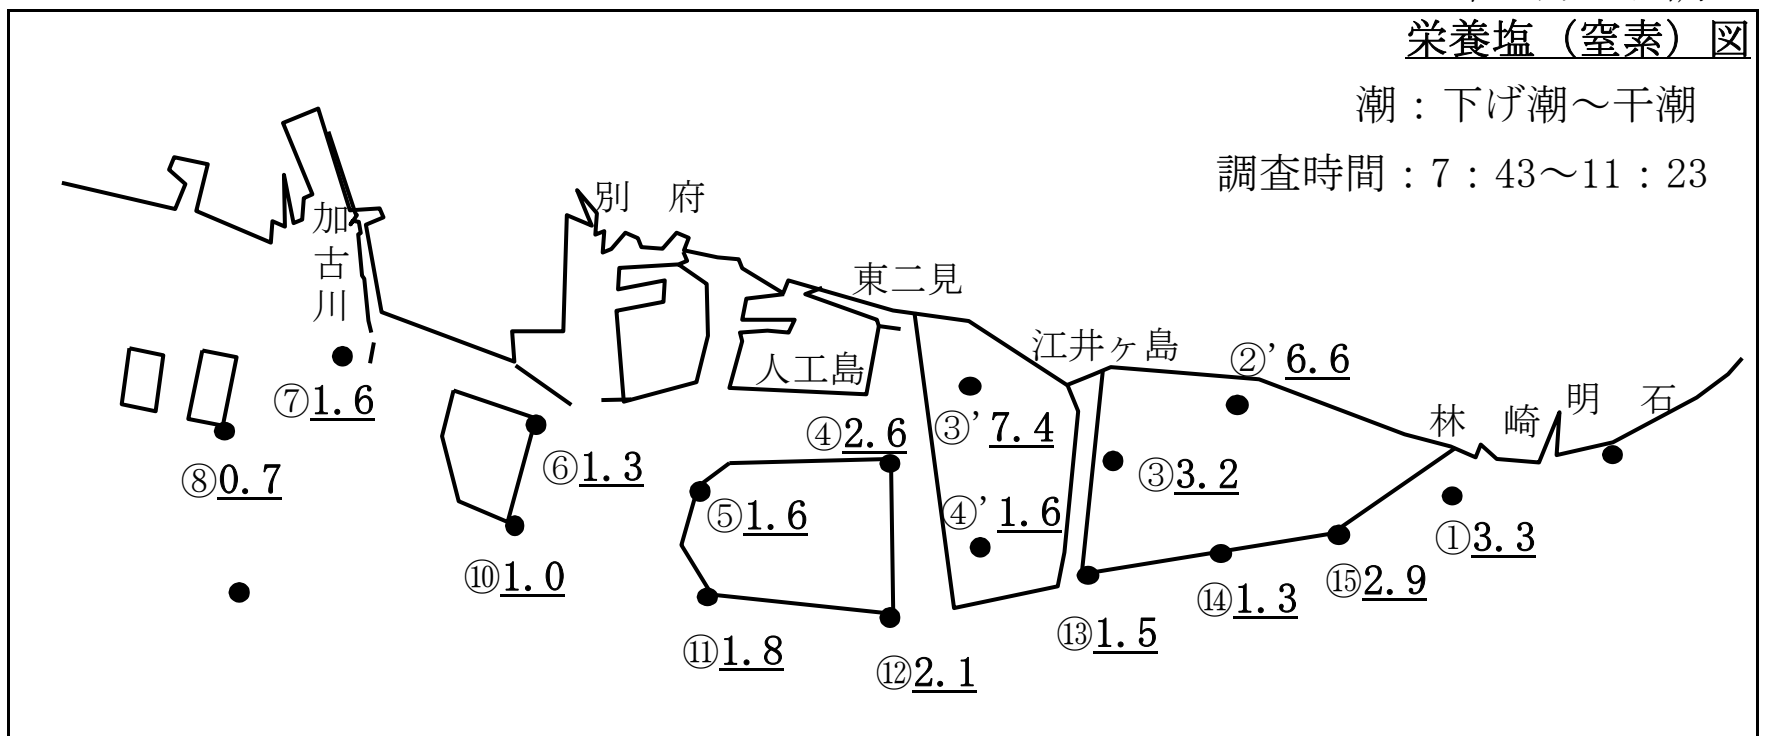 栄養塩（窒素）図
潮：下げ潮～干潮
調査時間：7：43～11：23
別　府
加古川
東二見
江井ヶ島
②’6.6
人工島
明　石
林　崎
⑦1.6
③’7.4
④2.6
⑥1.3
③3.2
⑧0.7
⑤1.6
④’1.6
①3.3
⑩1.0
⑮2.9
⑭1.3
⑬1.5
⑪1.8
⑫2.1